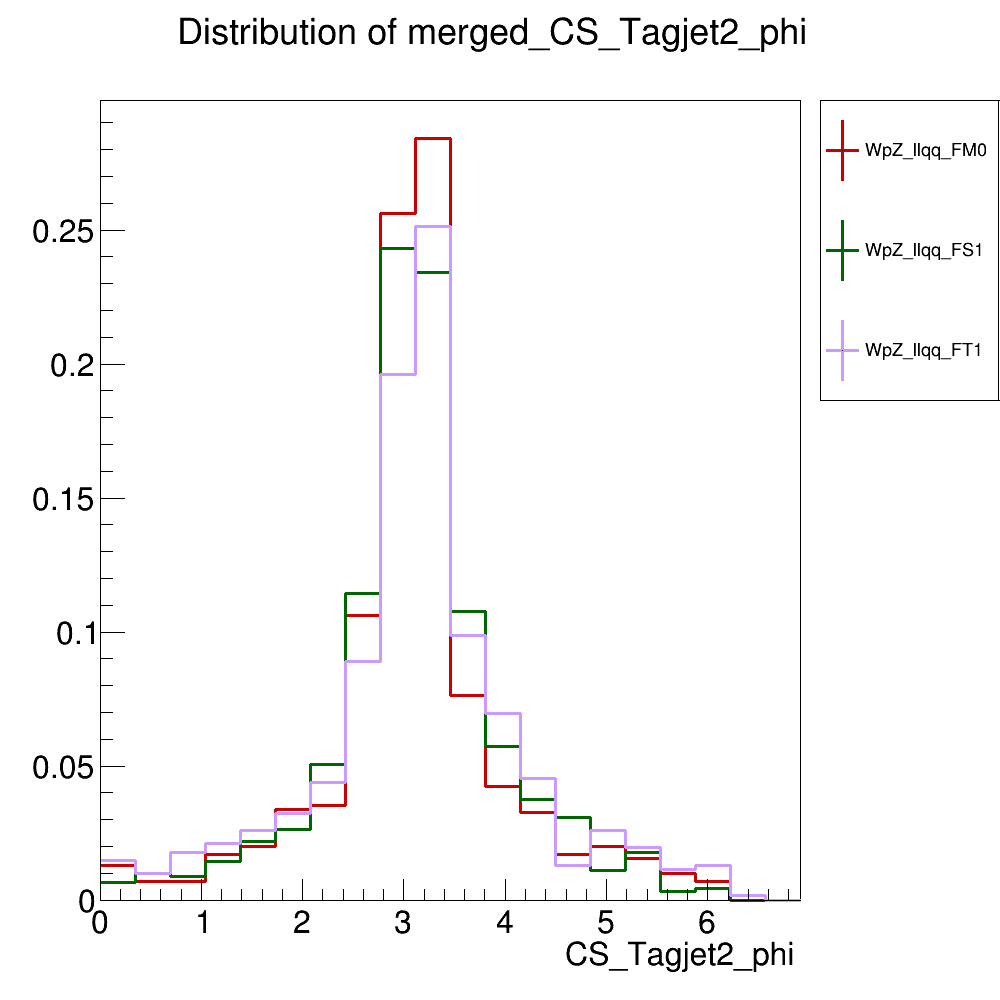 Distribution of merged_CS_Tagjet2_phi
WpZ_llqq_FM0
WpZ_llqq_FS1
WpZ_llqq_FT1
0.25
0.2
0.15
0.1
0.05
0
0 1 2 3 4 5 6
CS_Tagjet2_phi